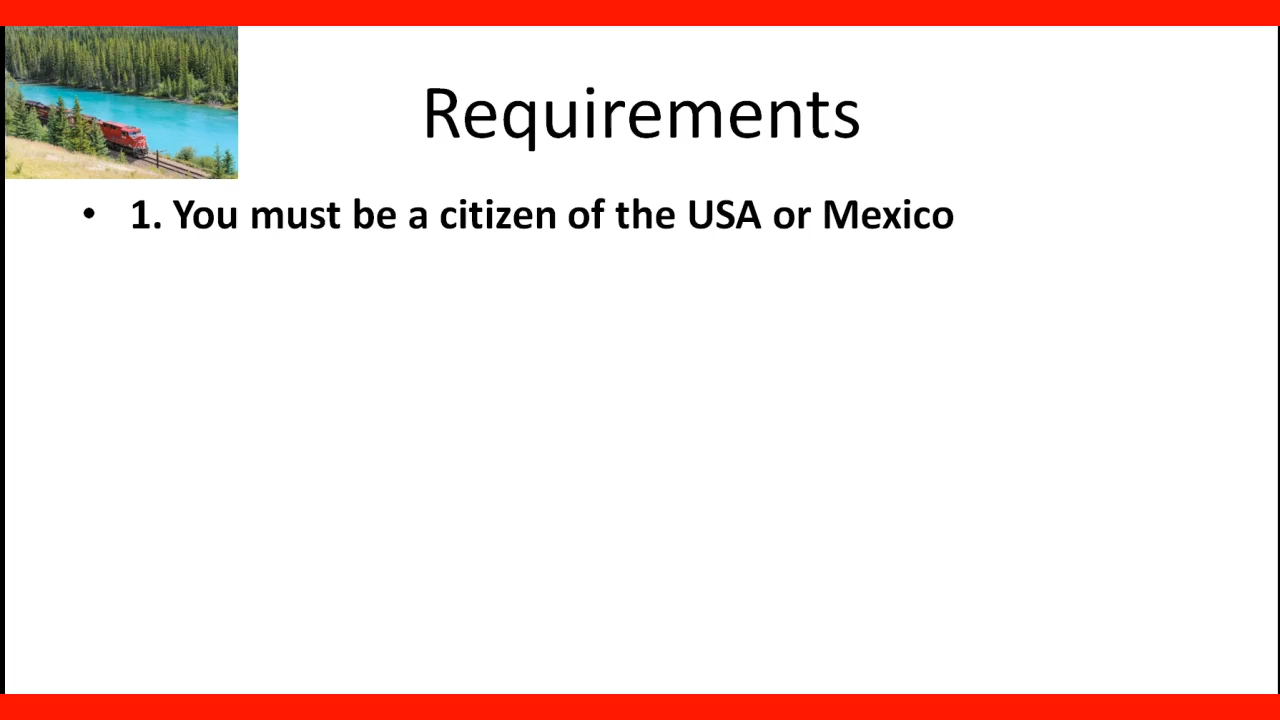 Requirements
• 1. You must be a citizen of the USA or Mexico